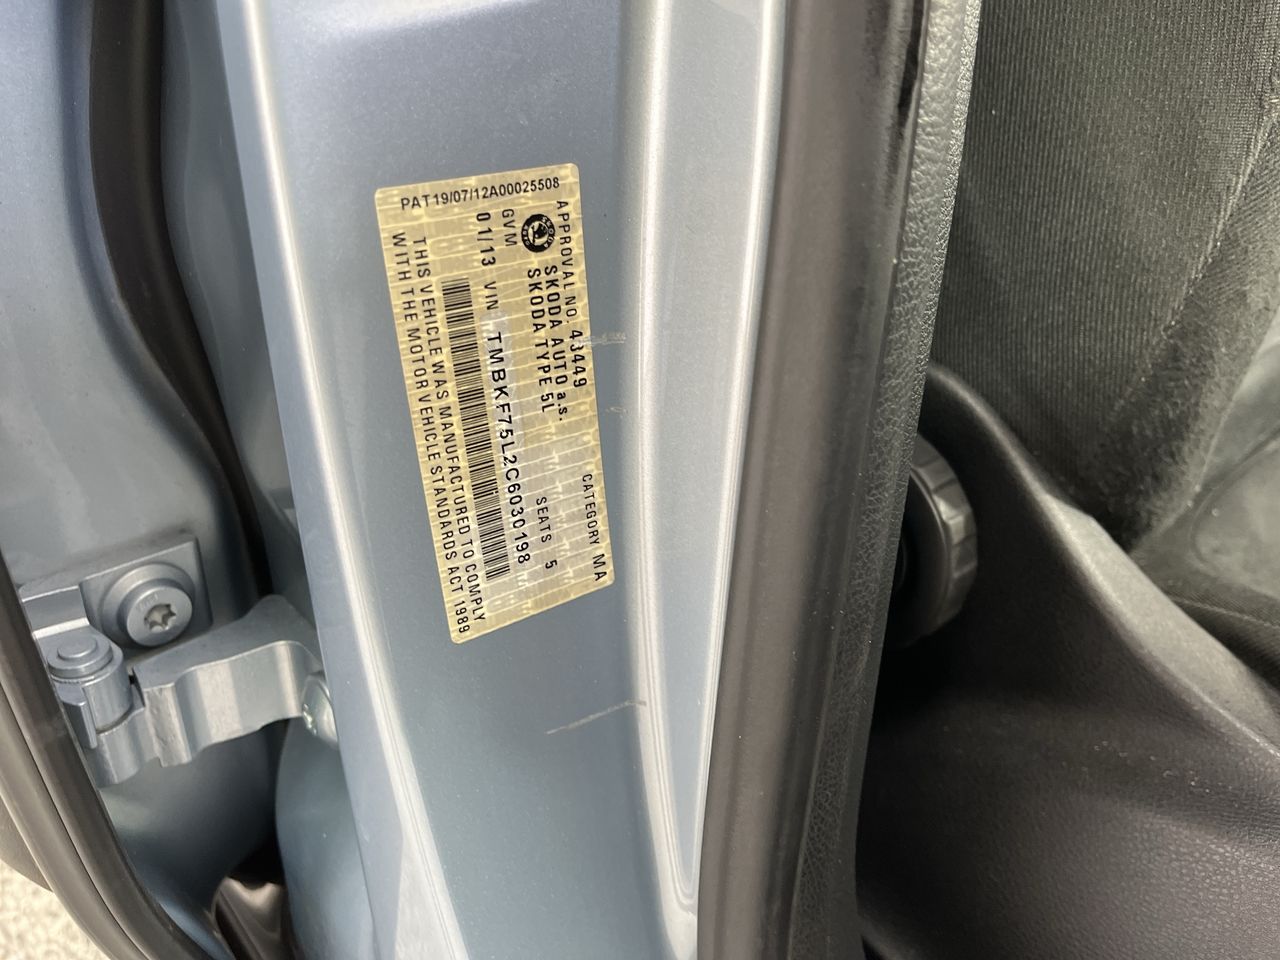 PAT19/07/12A00025508
APPROVAL NO. 43449 CATEGORY MA
SKODA AUTO a.s.
SKODA TYPE 5L SEATS 5
GVM
01/13 VIN TMBKF75L2C6030198
THIS VEHICLE WAS MANUFACTURED TO COMPLY
WITH THE MOTOR VEHICLE STANDARDS ACT 1989